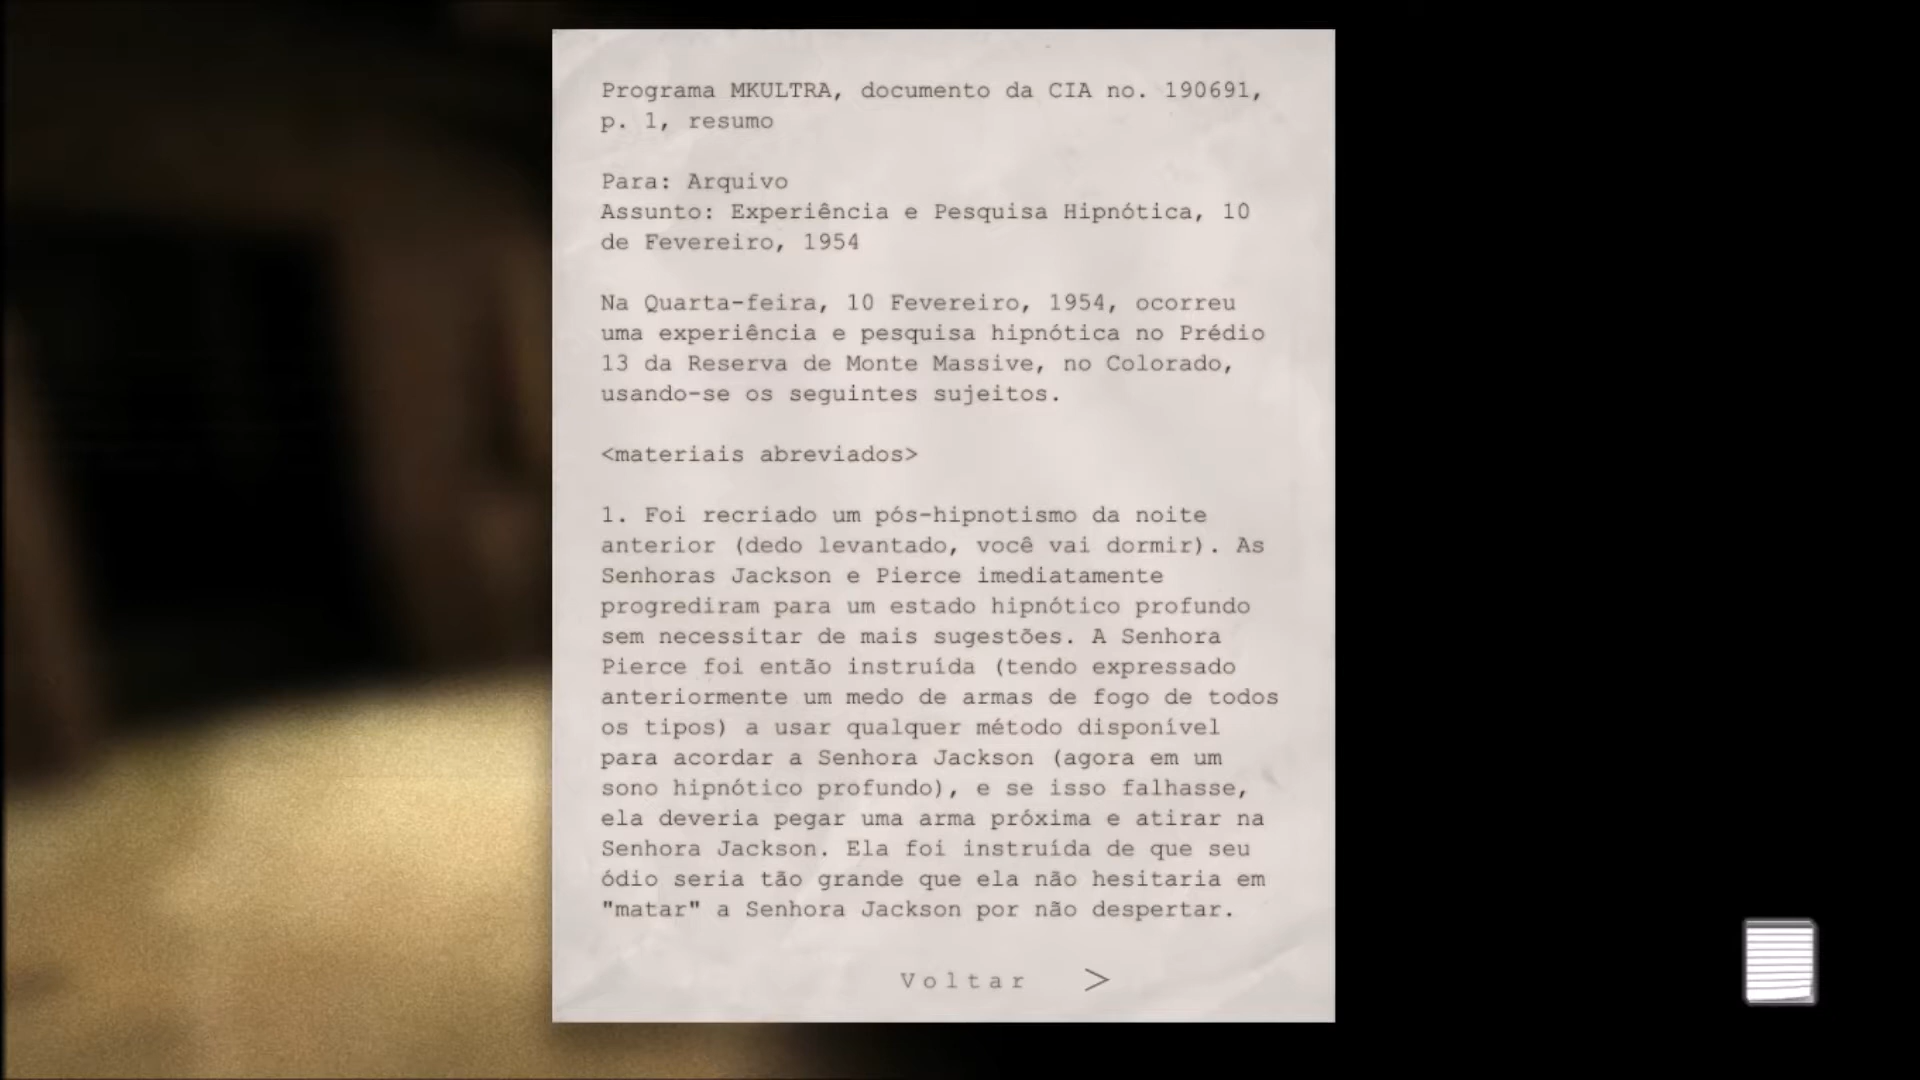 Programa MKULTRA, documento da CIA no. 190691,
p. 1, resumo
Para: Arquivo
Assunto: Experiência e Pesquisa Hipnótica, 10
de Fevereiro, 1954
Na Quarta-feira, 10 Fevereiro, 1954, ocorreu
uma experiência e pesquisa hipnótica no Prédio
13 da Reserva de Monte Massive, no Colorado,
usando-se os seguintes sujeitos.
<materiais abreviados>
1. Foi recriado um pós-hipnotismo da noite
anterior (dedo levantado, você vai dormir). As
Senhoras Jackson e Pierce imediatamente
progrediram para um estado hipnótico profundo
sem necessitar de mais sugestões. A Senhora
Pierce foi então instruída (tendo expressado
anteriormente um medo de armas de fogo de todos
os tipos) a usar qualquer método disponível
para acordar a Senhora Jackson (agora em um
sono hipnótico profundo), e se isso falhasse,
ela deveria pegar uma arma próxima e atirar na
Senhora Jackson. Ela foi instruída de que seu
ódio seria tão grande que ela não hesitaria em
"matar" a Senhora Jackson por não despertar.
Voltar >